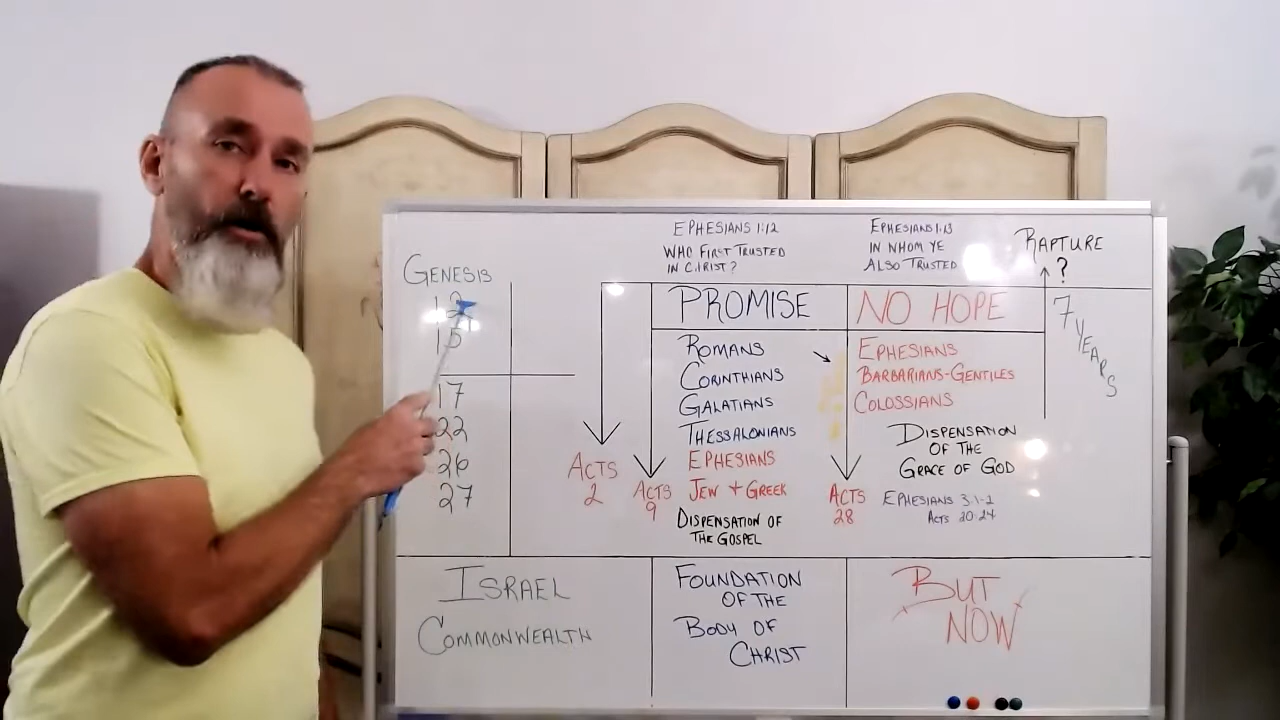 GENESIS
12
15
17
22
26
27
EPHESIANS 1:12
WHO FIRST TRUSTED
IN CHRIST?
EPHESIANS 1:13
IN WHOM YE
ALSO TRUSTED
RAPTURE
?
PROMISE
NO HOPE
7 YEARS
ROMANS
CORINTHIANS
GALATIANS
THESSALONIANS
EPHESIANS
JEW + GREEK
DISPENSATION OF
THE GOSPEL
EPHESIANS
BARBARIANS-GENTILES
COLOSSIANS
DISPENSATION
OF THE
GRACE OF GOD
EPHESIANS 3:1-2
ACTS 20:24
ACTS
2
ACTS
9
ACTS
28
ISRAEL
COMMONWEALTH
FOUNDATION
OF THE
BODY OF
CHRIST
BUT
NOW